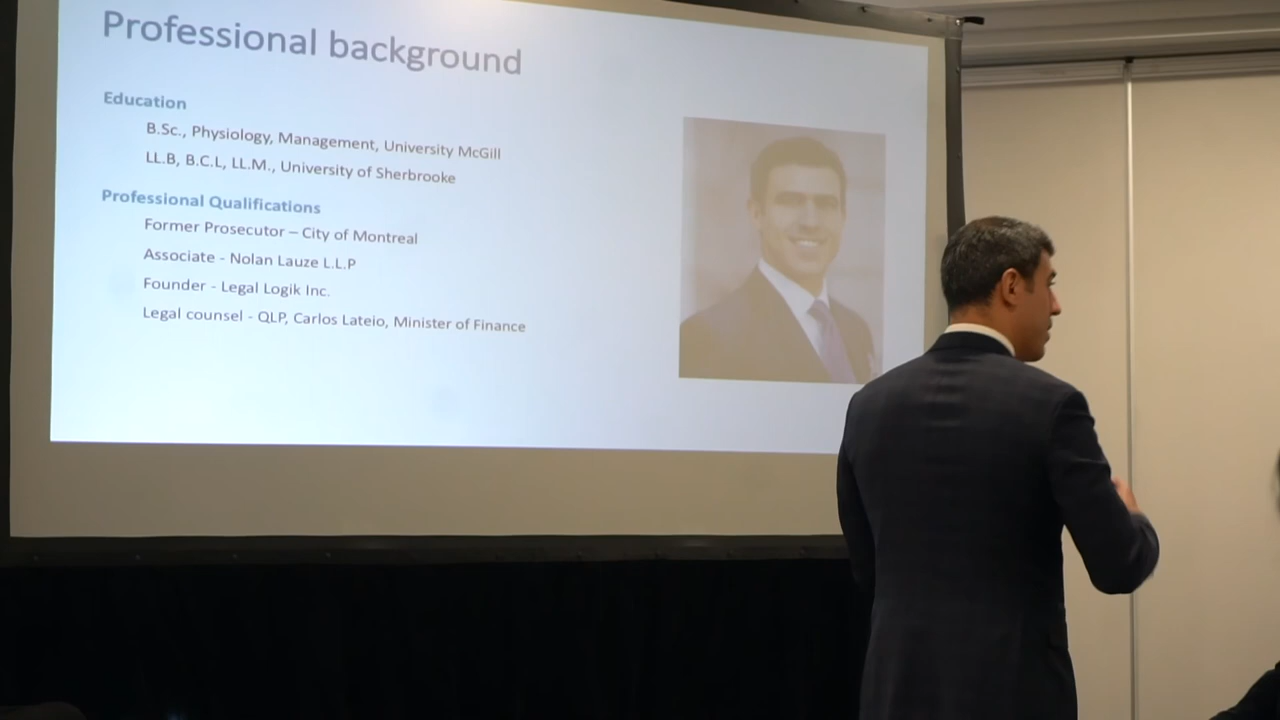 Professional background
Education
B.Sc., Physiology, Management, University McGill
LL.B, B.C.L, LL.M., University of Sherbrooke
Professional Qualifications
Former Prosecutor – City of Montreal
Associate - Nolan Lauze L.L.P
Founder - Legal Logik Inc.
Legal counsel - QLP, Carlos Lateio, Minister of Finance